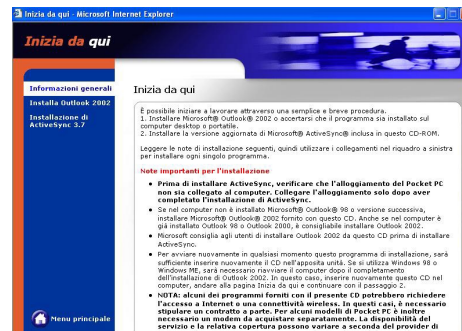 Inizia da qui - Microsoft Internet Explorer
Inizia da qui
Informazioni generali
Installa Outlook 2002
Installazione di
ActiveSync 3.7
Menu principale
Inizia da qui
È possibile iniziare a lavorare attraverso una semplice e breve procedura.
1. Installare Microsoft® Outlook® 2002 o accertarsi che il programma sia installato sul
computer desktop o portatile.
2. Installare la versione aggiornata di Microsoft® ActiveSync® inclusa in questo CD-ROM.
Leggere le note di installazione seguenti, quindi utilizzare i collegamenti nel riquadro a sinistra
per installare ogni singolo programma.
Note importanti per l'installazione
• Prima di installare ActiveSync, verificare che l'alloggiamento del Pocket PC
non sia collegato al computer. Collegare l'alloggiamento solo dopo aver
completato l'installazione di ActiveSync.
• Se nel computer non è installato Microsoft® Outlook® 98 o versione successiva,
installare Microsoft® Outlook® 2002 fornito con questo CD. Anche se nel computer è
già installato Outlook 98 o Outlook 2000, è consigliabile installare Outlook 2002.
• Microsoft consiglia agli utenti di installare Outlook 2002 da questo CD prima di installare
ActiveSync.
• Per avviare nuovamente in qualsiasi momento questo programma di installazione, sarà
sufficiente inserire nuovamente il CD nell'apposita unità. Se si utilizza Windows 98 o
Windows ME, sarà necessario riavviare il computer dopo il completamento
dell'installazione di Outlook 2002. In questo caso, inserire nuovamente questo CD nel
computer, andare alla pagina Inizia da qui e continuare con il passaggio 2.
• NOTA: alcuni dei programmi forniti con il presente CD potrebbero richiedere
l'accesso a Internet o una connettività wireless. In questi casi, è necessario
stipulare un contratto a parte. Per alcuni modelli di Pocket PC è inoltre
necessario un modem da acquistare separatamente. La disponibilità del
servizio e la relativa copertura possono variare a seconda del provider di